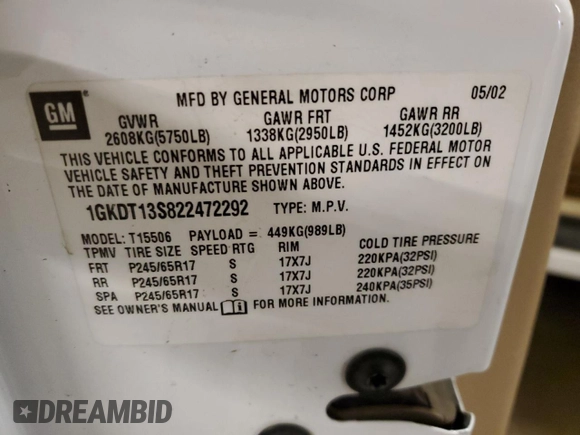 GM
MFD BY GENERAL MOTORS CORP 05/02
GVWR GAWR FRT GAWR RR
2608KG(5750LB) 1338KG(2950LB) 1452KG(3200LB)
THIS VEHICLE CONFORMS TO ALL APPLICABLE U.S. FEDERAL MOTOR
VEHICLE SAFETY AND THEFT PREVENTION STANDARDS IN EFFECT ON
THE DATE OF MANUFACTURE SHOWN ABOVE.
1GKDT13S822472292 TYPE: M.P.V.
MODEL: T15506 PAYLOAD = 449KG(989LB)
TPMV TIRE SIZE SPEED RTG RIM COLD TIRE PRESSURE
FRT P245/65R17 S 17X7J 220KPA(32PSI)
RR P245/65R17 S 17X7J 220KPA(32PSI)
SPA P245/65R17 S 17X7J 240KPA(35PSI)
SEE OWNER'S MANUAL FOR MORE INFORMATION.
DREAMBID